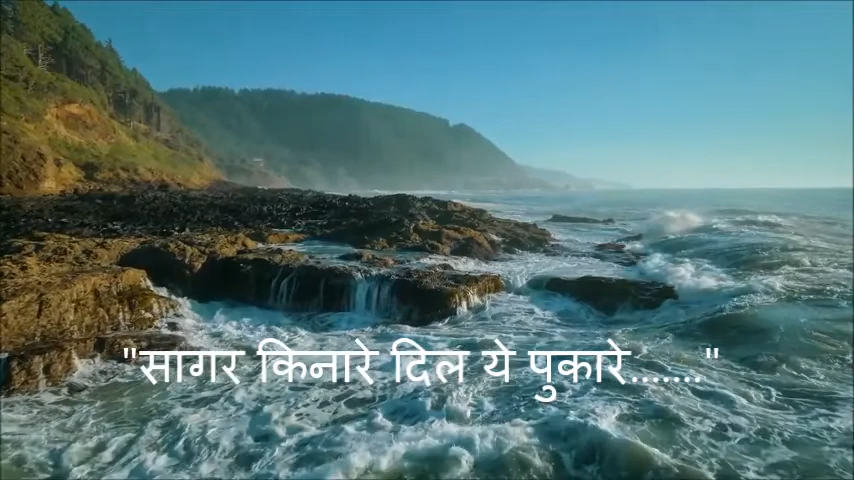 "सागर किनारे दिल ये पुकारे......."